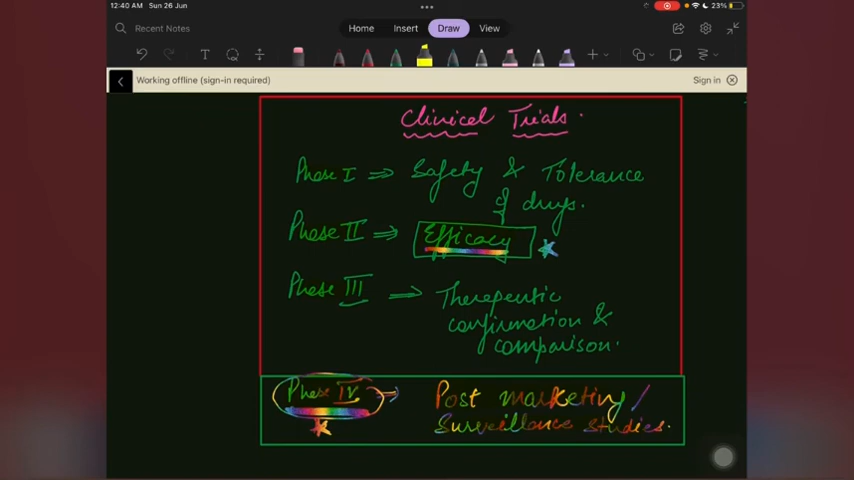 12:40 AM Sun 26 Jun
23%
Recent Notes
Home Insert Draw View
Working offline (sign-in required)
Sign in
Clinical Trials.
Phase I ⇒ Safety & Tolerance
of drugs.
Phase II ⇒ Efficacy
Phase III ⇒ Therepeutic
confirmation &
comparison.
Phase IV ⇒ Post marketing/
Surveillance studies.